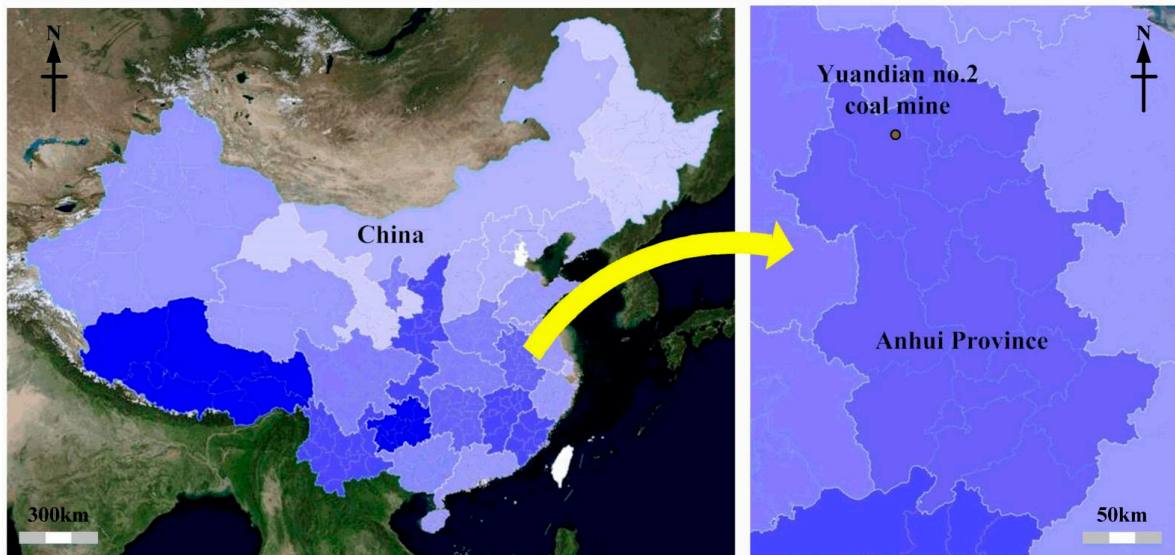 N
China
300km
N
Yuandian no.2
coal mine
Anhui Province
50km